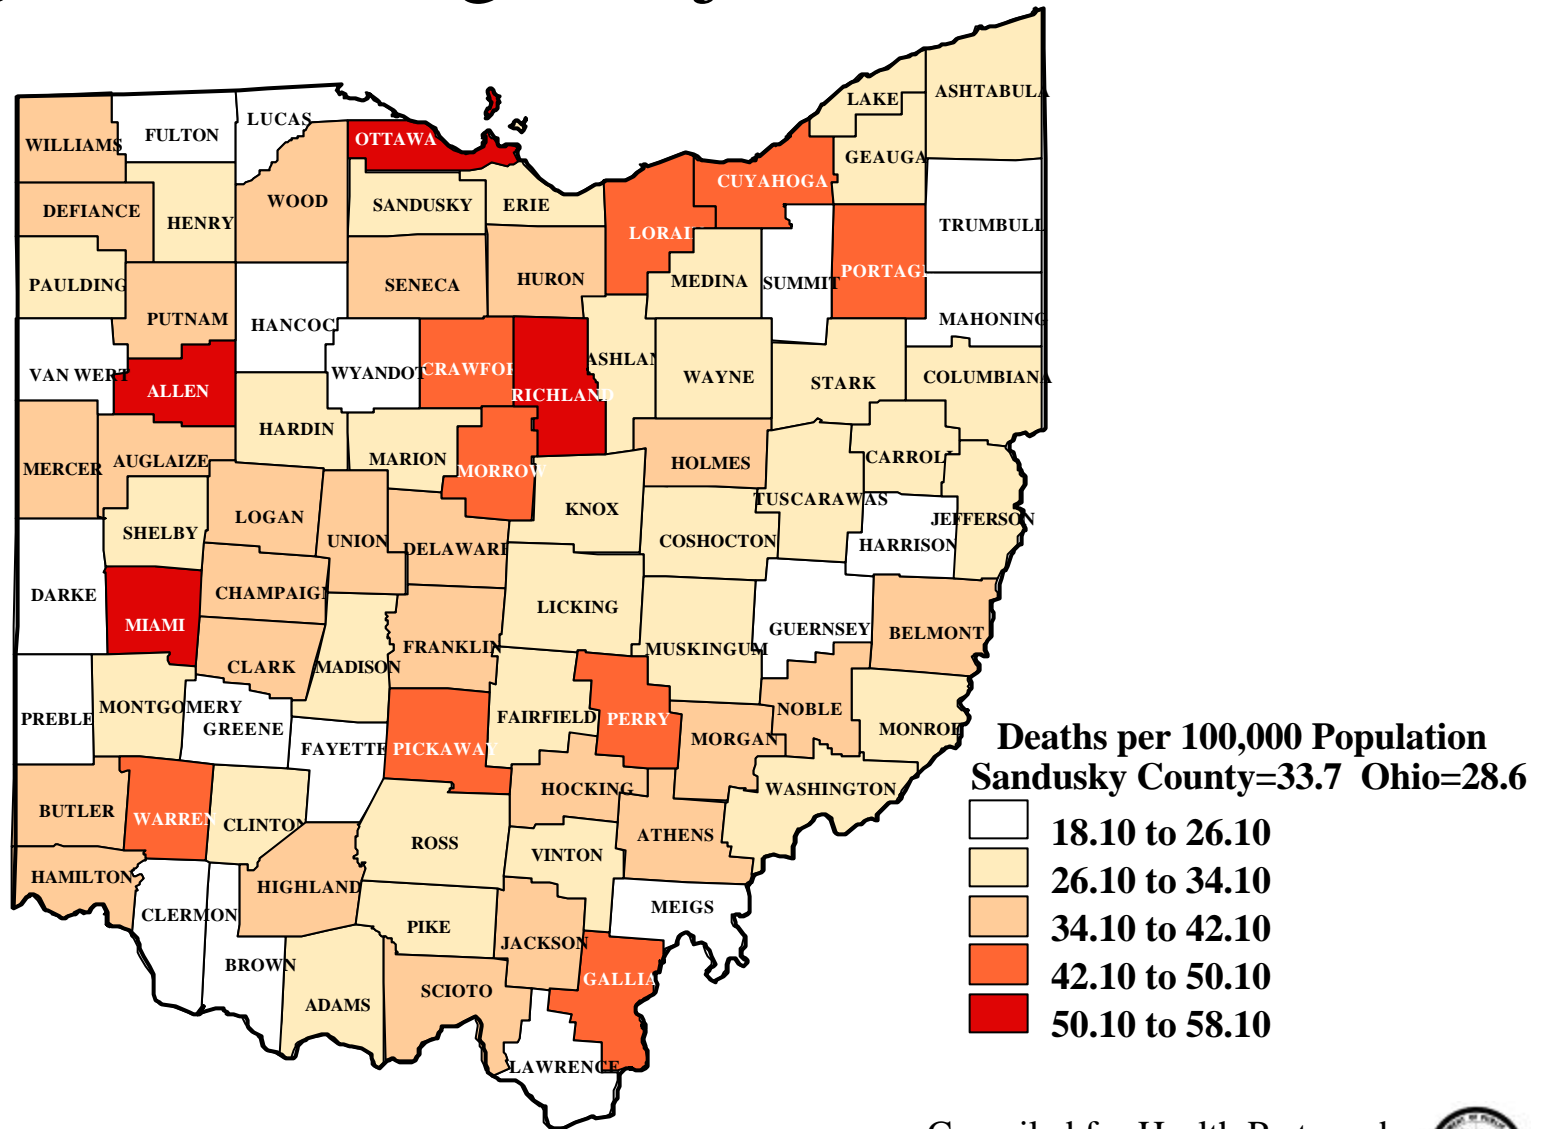 ASHTABULA
LAKE
LUCAS
FULTON
OTTAWA
WILLIAMS
GEAUGA
CUYAHOGA
WOOD
SANDUSKY
ERIE
DEFIANCE
HENRY
LORAI
TRUMBULL
PORTAG
PAULDING
SENECA
HURON
MEDINA
SUMMIT
PUTNAM
HANCOC
MAHONING
VAN WERT
WYANDOT
CRAWFO
ASHLAN
WAYNE
STARK
COLUMBIANA
ALLEN
RICHLAND
HARDIN
MERCER
AUGLAIZE
MARION
MORROW
HOLMES
CARROLL
TUSCARAWAS
KNOX
LOGAN
JEFFERSON
SHELBY
UNION
DELAWARE
COSHOCTON
HARRISON
DARKE
CHAMPAIG
LICKING
MIAMI
GUERNSEY
BELMONT
FRANKLIN
MUSKINGUM
CLARK
MADISON
MONTGOMERY
NOBLE
PREBLE
GREENE
FAIRFIELD
PERRY
MONROE
FAYETTE
PICKAWAY
MORGAN
HOCKING
WASHINGTON
BUTLER
WARREN
CLINTON
ATHENS
ROSS
VINTON
HAMILTON
HIGHLAND
MEIGS
CLERMON
PIKE
JACKSON
BROWN
GALLIA
ADAMS
SCIOTO
LAWRENCE
Deaths per 100,000 Population
Sandusky County=33.7 Ohio=28.6
18.10 to 26.10
26.10 to 34.10
34.10 to 42.10
42.10 to 50.10
50.10 to 58.10